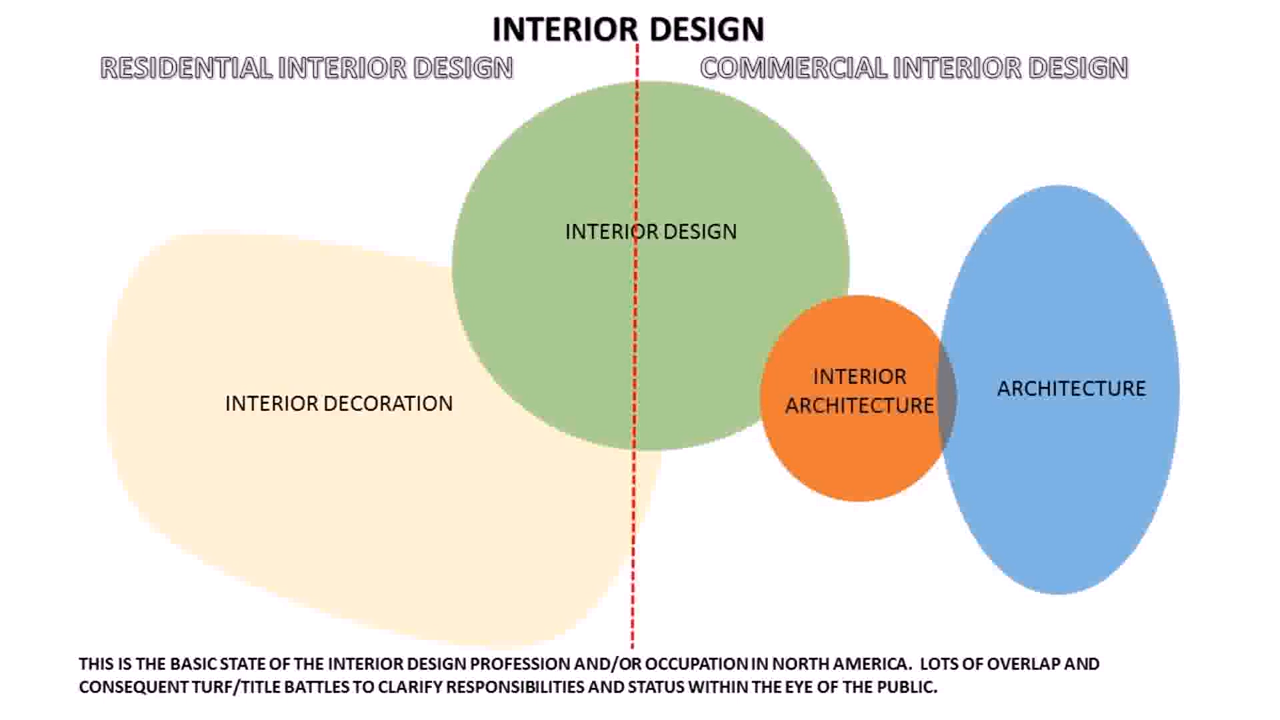 INTERIOR DESIGN
RESIDENTIAL INTERIOR DESIGN
COMMERCIAL INTERIOR DESIGN
INTERIOR DESIGN
INTERIOR DECORATION
INTERIOR
ARCHITECTURE
ARCHITECTURE
THIS IS THE BASIC STATE OF THE INTERIOR DESIGN PROFESSION AND/OR OCCUPATION IN NORTH AMERICA. LOTS OF OVERLAP AND
CONSEQUENT TURF/TITLE BATTLES TO CLARIFY RESPONSIBILITIES AND STATUS WITHIN THE EYE OF THE PUBLIC.